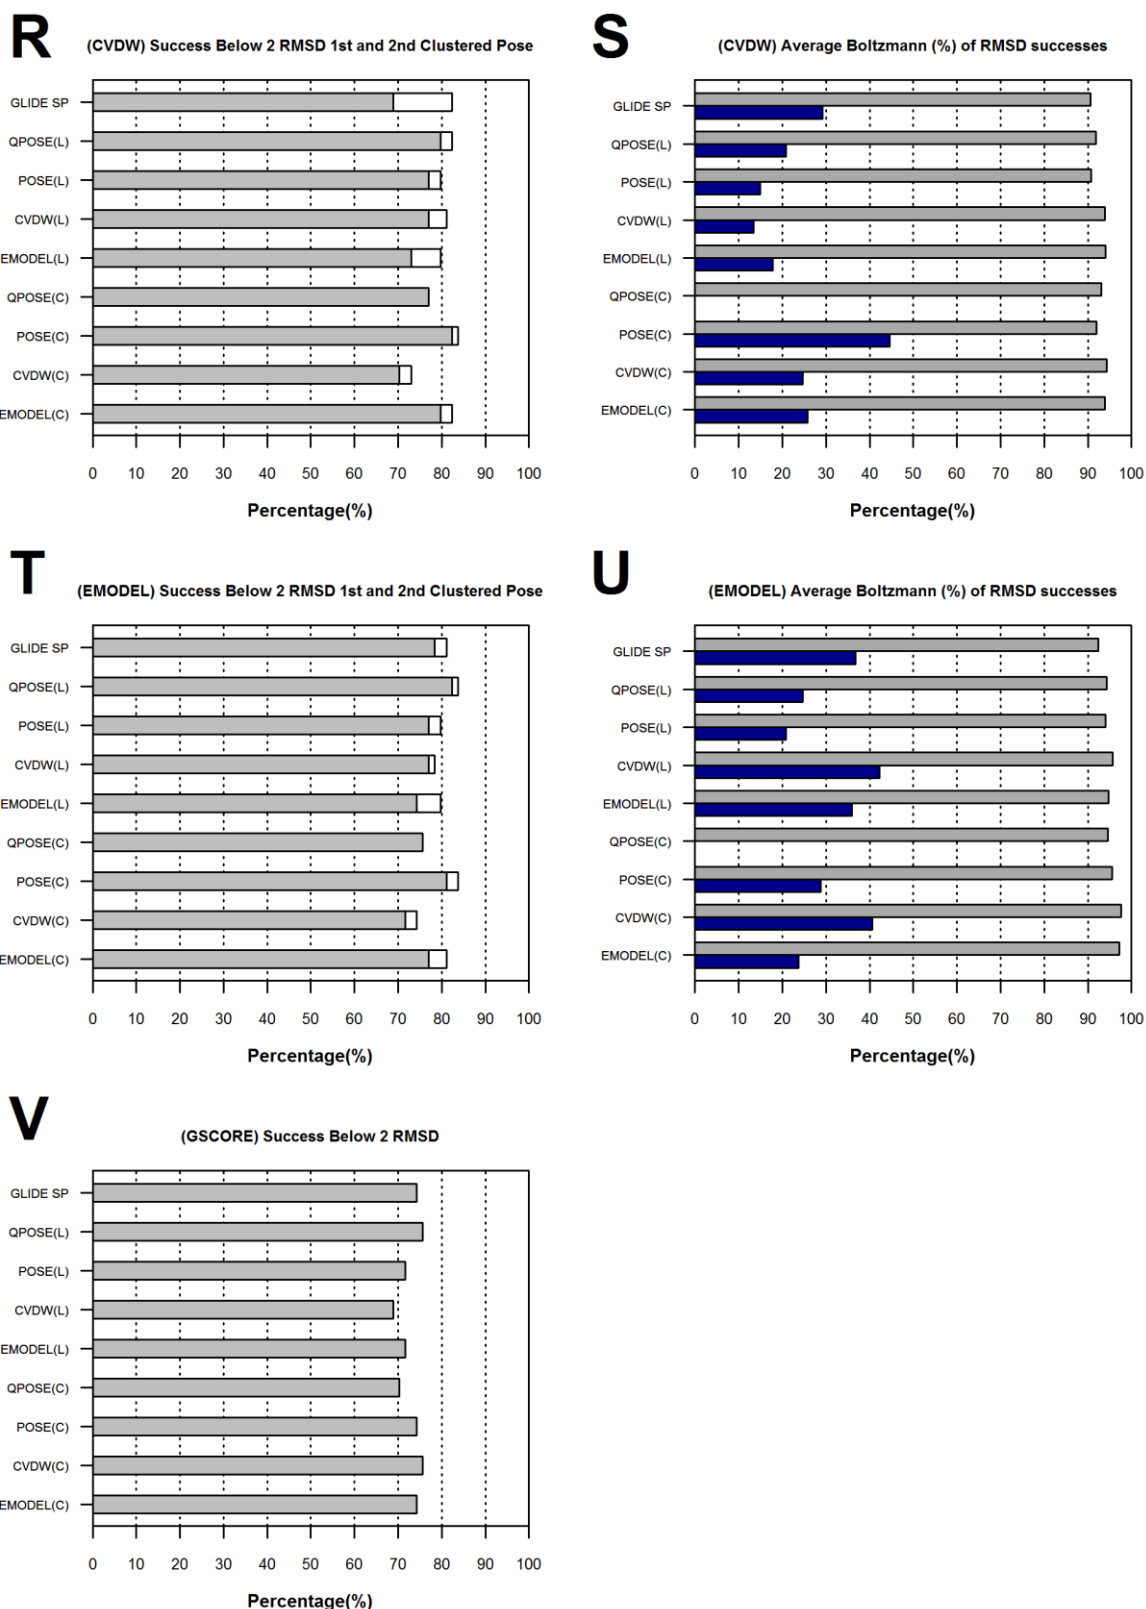 R
(CVDW) Success Below 2 RMSD 1st and 2nd Clustered Pose
GLIDE SP
QPOSE(L)
POSE(L)
CVDW(L)
EMODEL(L)
QPOSE(C)
POSE(C)
CVDW(C)
EMODEL(C)
0 10 20 30 40 50 60 70 80 90 100
Percentage(%)
S
(CVDW) Average Boltzmann (%) of RMSD successes
GLIDE SP
QPOSE(L)
POSE(L)
CVDW(L)
EMODEL(L)
QPOSE(C)
POSE(C)
CVDW(C)
EMODEL(C)
0 10 20 30 40 50 60 70 80 90 100
Percentage(%)
T
(EMODEL) Success Below 2 RMSD 1st and 2nd Clustered Pose
GLIDE SP
QPOSE(L)
POSE(L)
CVDW(L)
EMODEL(L)
QPOSE(C)
POSE(C)
CVDW(C)
EMODEL(C)
0 10 20 30 40 50 60 70 80 90 100
Percentage(%)
U
(EMODEL) Average Boltzmann (%) of RMSD successes
GLIDE SP
QPOSE(L)
POSE(L)
CVDW(L)
EMODEL(L)
QPOSE(C)
POSE(C)
CVDW(C)
EMODEL(C)
0 10 20 30 40 50 60 70 80 90 100
Percentage(%)
V
(GSCORE) Success Below 2 RMSD
GLIDE SP
QPOSE(L)
POSE(L)
CVDW(L)
EMODEL(L)
QPOSE(C)
POSE(C)
CVDW(C)
EMODEL(C)
0 10 20 30 40 50 60 70 80 90 100
Percentage(%)